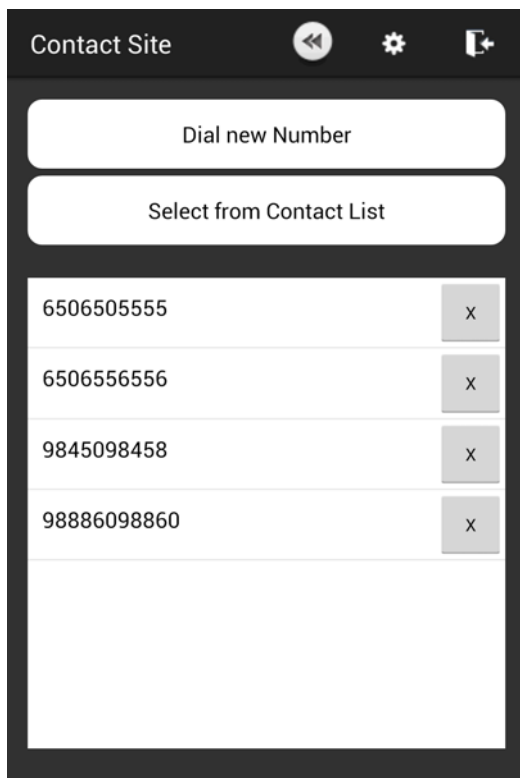 Contact Site
Dial new Number
Select from Contact List
6506505555 X
6506556556 X
9845098458 X
98886098860 X